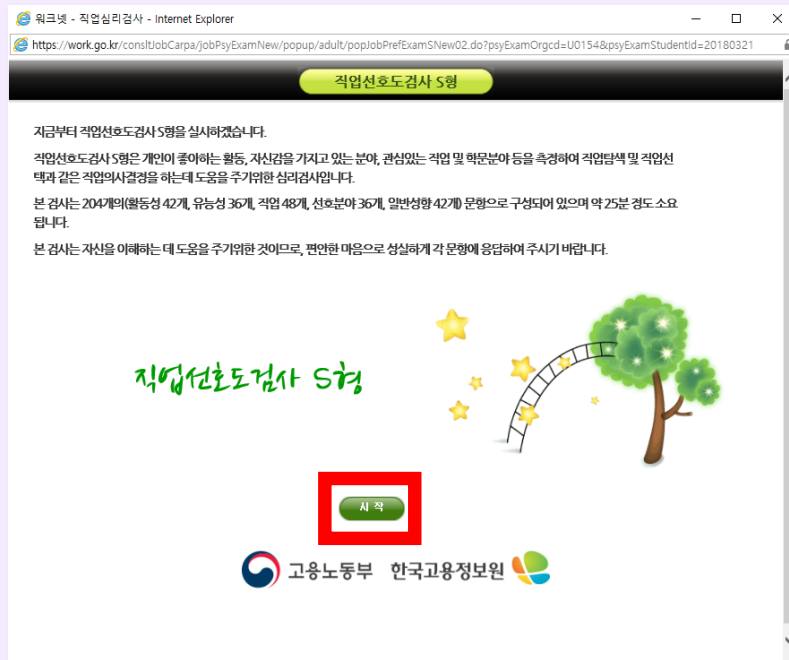 워크넷 - 직업심리검사 - Internet Explorer
https://work.go.kr/consltJobCarpa/jobPsyExamNew/popup/adult/popJobPrefExamSNew02.do?psyExamOrgcd=U0154&psyExamStudentId=20180321
직업선호도검사 S형
지금부터 직업선호도검사 S형을 실시하겠습니다.
직업선호도검사 S형은 개인이 좋아하는 활동, 자신감을 가지고 있는 분야, 관심있는 직업 및 학문분야 등을 측정하여 직업탐색 및 직업선
택과 같은 직업의사결정을 하는데 도움을 주기위한 심리검사입니다.
본 검사는 204개의(활동성 42개, 유능성 36개, 직업 48개, 선호분야 36개, 일반성향 42개) 문항으로 구성되어 있으며 약 25분 정도 소요
됩니다.
본 검사는 자신을 이해하는 데 도움을 주기위한 것이므로, 편안한 마음으로 성실하게 각 문항에 응답하여 주시기 바랍니다.
직업선호도검사 S형
시 작
고용노동부 한국고용정보원